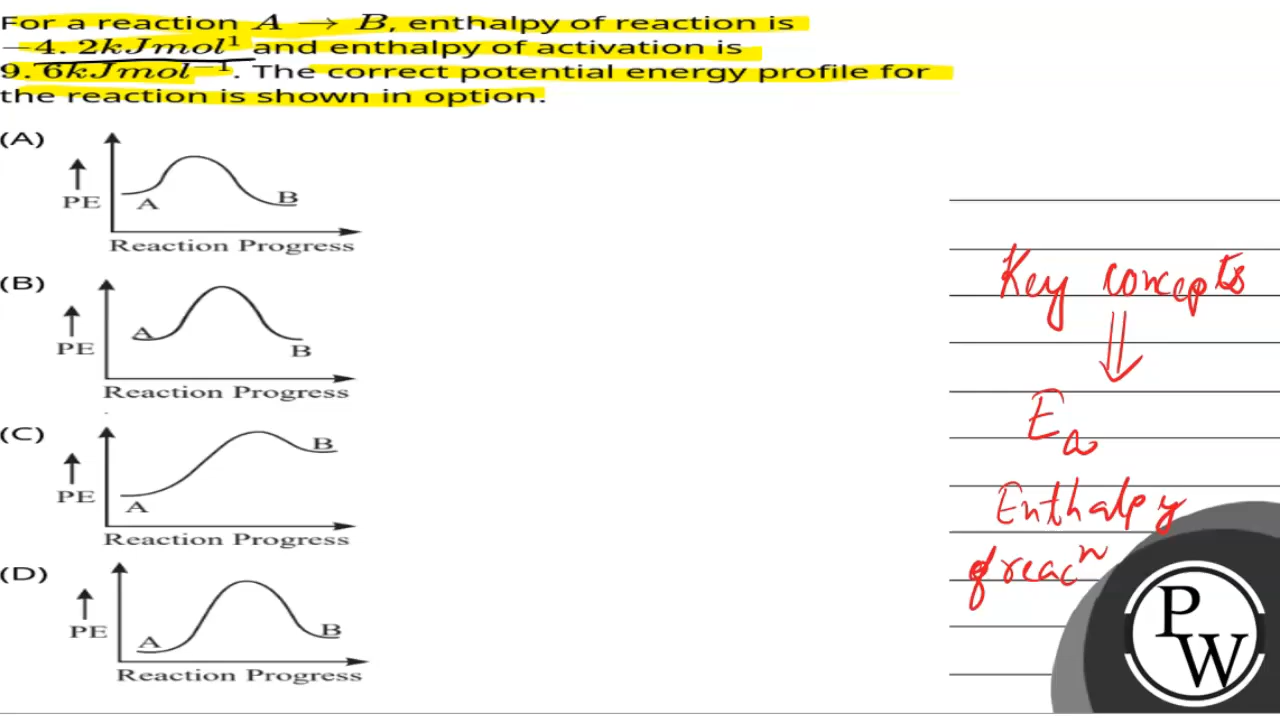 For a reaction A → B, enthalpy of reaction is
−4.2kJmol¹ and enthalpy of activation is
9.6kJmol⁻¹. The correct potential energy profile for
the reaction is shown in option.
(A)
PE
A
B
Reaction Progress
(B)
PE
A
B
Reaction Progress
(C)
PE
A
B
Reaction Progress
(D)
PE
A
B
Reaction Progress
Key concepts
⇓
Ea
Enthalpy
of reacⁿ
P
W